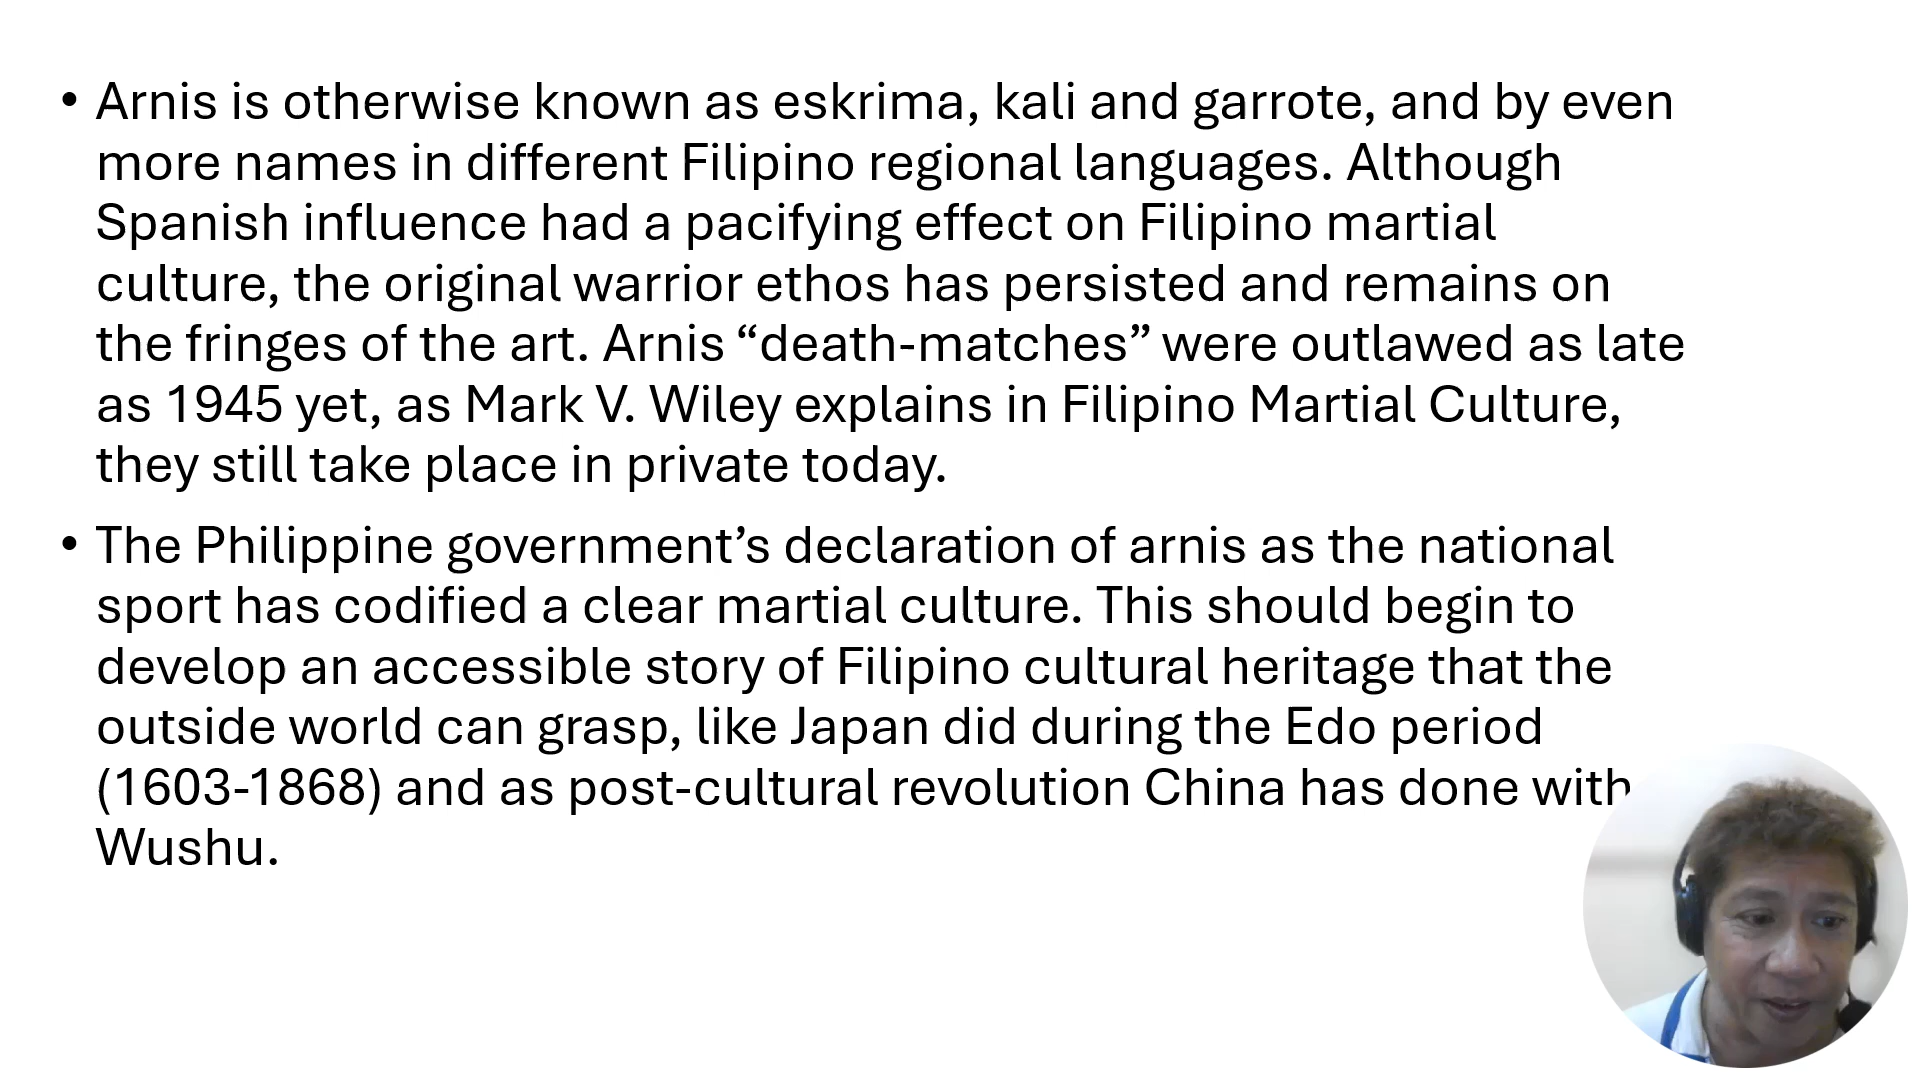 • Arnis is otherwise known as eskrima, kali and garrote, and by even
more names in different Filipino regional languages. Although
Spanish influence had a pacifying effect on Filipino martial
culture, the original warrior ethos has persisted and remains on
the fringes of the art. Arnis “death-matches” were outlawed as late
as 1945 yet, as Mark V. Wiley explains in Filipino Martial Culture,
they still take place in private today.
• The Philippine government’s declaration of arnis as the national
sport has codified a clear martial culture. This should begin to
develop an accessible story of Filipino cultural heritage that the
outside world can grasp, like Japan did during the Edo period
(1603-1868) and as post-cultural revolution China has done with
Wushu.